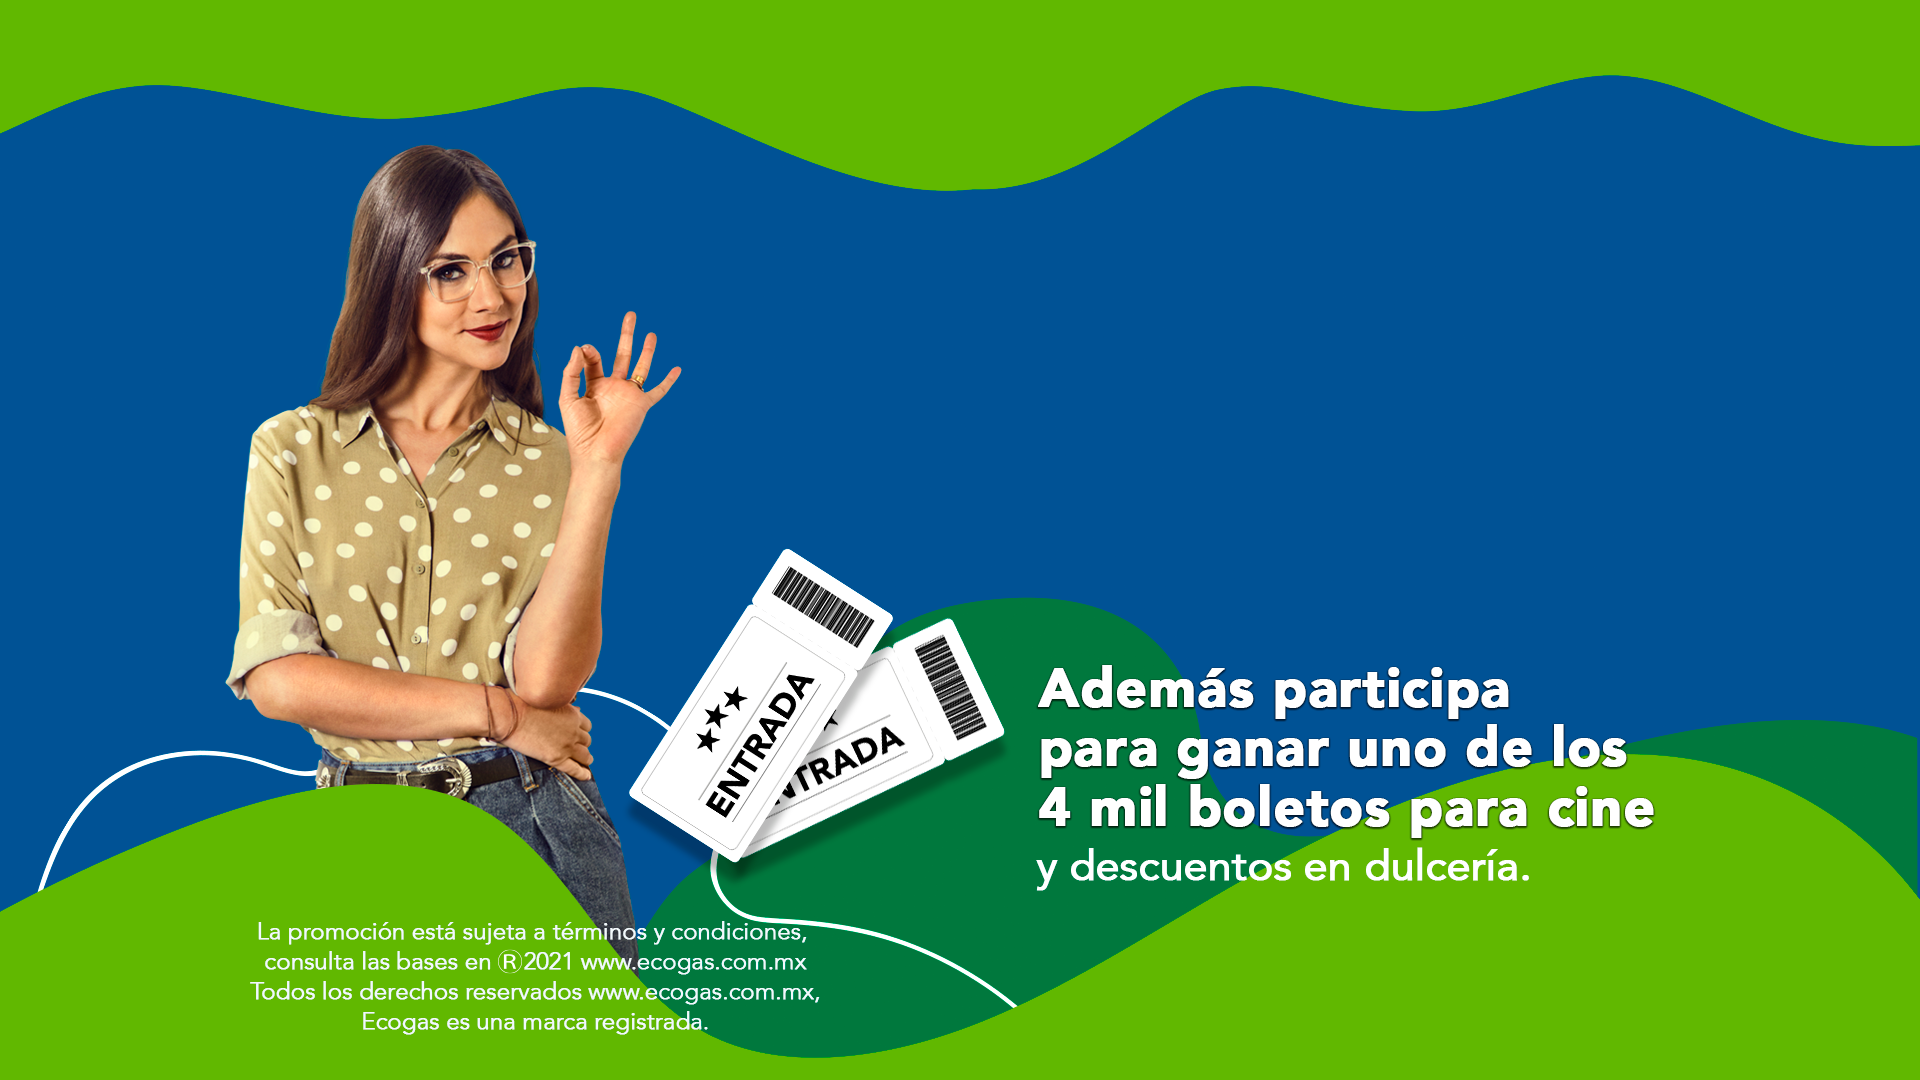 ENTRADA
NTRADA
Además participa
para ganar uno de los
4 mil boletos para cine
y descuentos en dulcería.
La promoción está sujeta a términos y condiciones,
consulta las bases en Ⓡ2021 www.ecogas.com.mx
Todos los derechos reservados www.ecogas.com.mx,
Ecogas es una marca registrada.